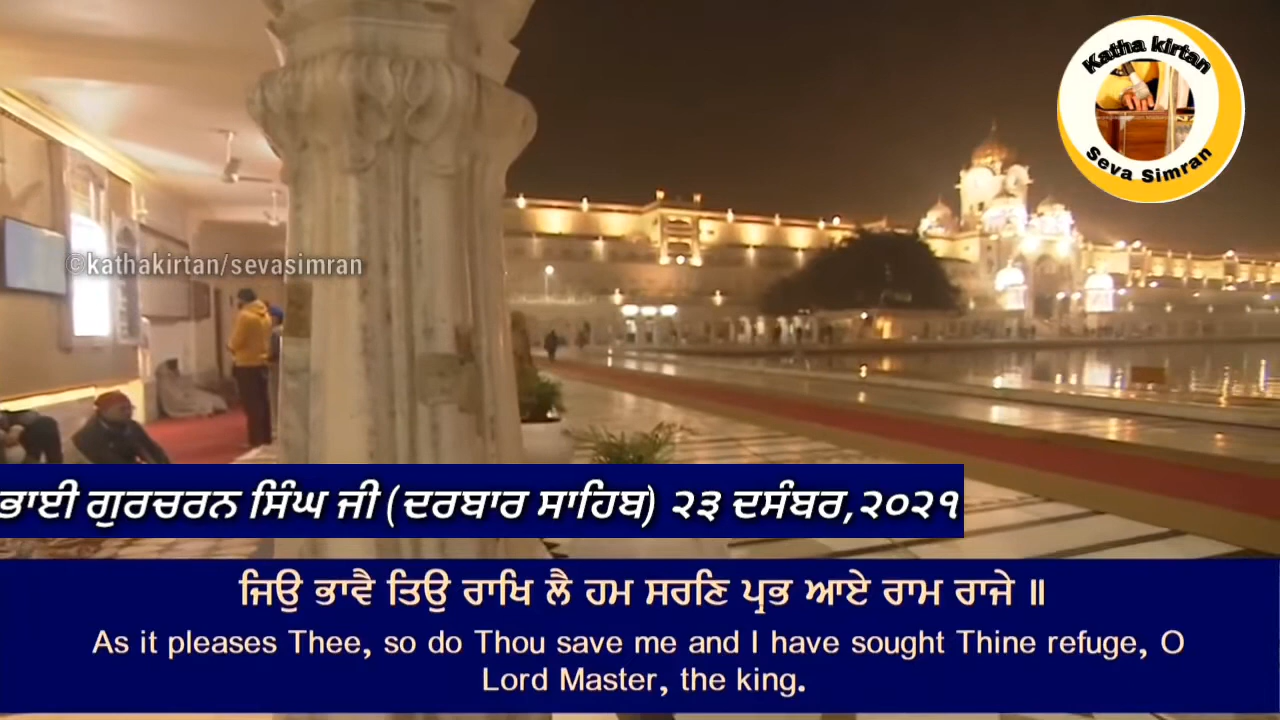 Katha kirtan
Seva Simran
©kathakirtan/sevasimran
ਭਾਈ ਗੁਰਚਰਨ ਸਿੰਘ ਜੀ (ਦਰਬਾਰ ਸਾਹਿਬ) ੨੩ ਦਸੰਬਰ,੨੦੨੧
ਜਿਉ ਭਾਵੈ ਤਿਉ ਰਾਖਿ ਲੈ ਹਮ ਸਰਣਿ ਪ੍ਰਭ ਆਏ ਰਾਮ ਰਾਜੇ ॥
As it pleases Thee, so do Thou save me and I have sought Thine refuge, O
Lord Master, the king.